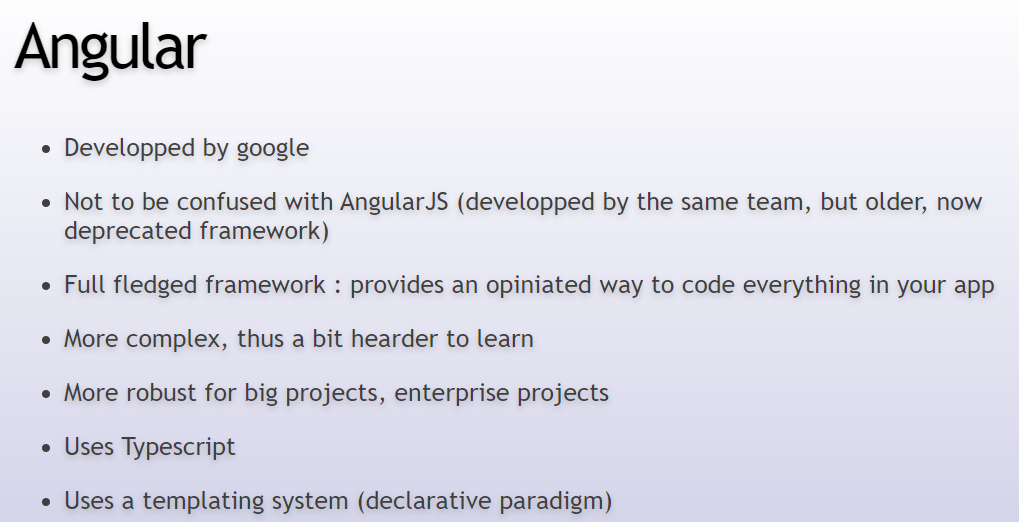 Angular
• Developped by google
• Not to be confused with AngularJS (developped by the same team, but older, now
deprecated framework)
• Full fledged framework : provides an opiniated way to code everything in your app
• More complex, thus a bit hearder to learn
• More robust for big projects, enterprise projects
• Uses Typescript
• Uses a templating system (declarative paradigm)